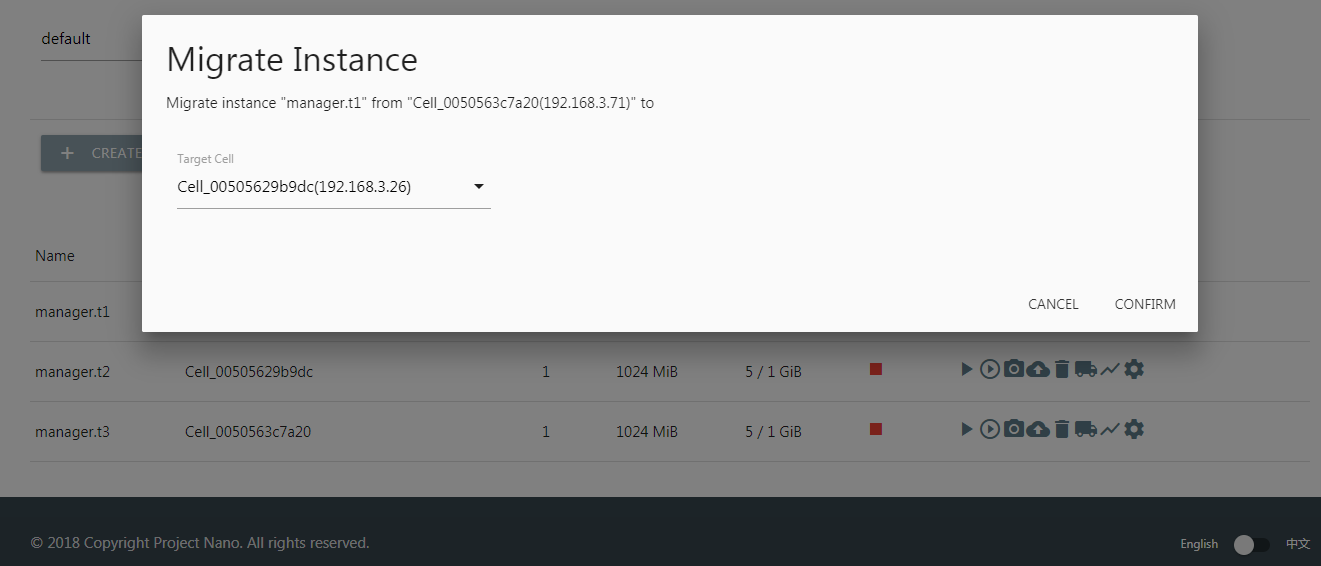 default
Migrate Instance
Migrate instance "manager.t1" from "Cell_0050563c7a20(192.168.3.71)" to
CREATE
Target Cell
Cell_00505629b9dc(192.168.3.26)
Name
CANCEL CONFIRM
manager.t1
manager.t2 Cell_00505629b9dc 1 1024 MiB 5 / 1 GiB
manager.t3 Cell_0050563c7a20 1 1024 MiB 5 / 1 GiB
© 2018 Copyright Project Nano. All rights reserved. English 中文